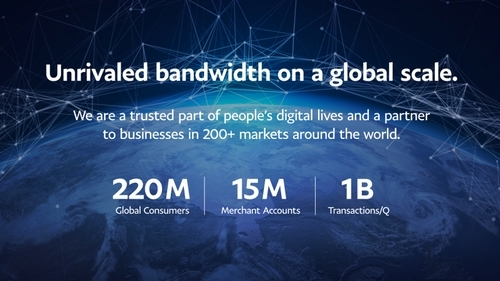 Unrivaled bandwidth on a global scale.
We are a trusted part of people's digital lives and a partner
to businesses in 200+ markets around the world.
220M
Global Consumers
15M
Merchant Accounts
1B
Transactions/Q